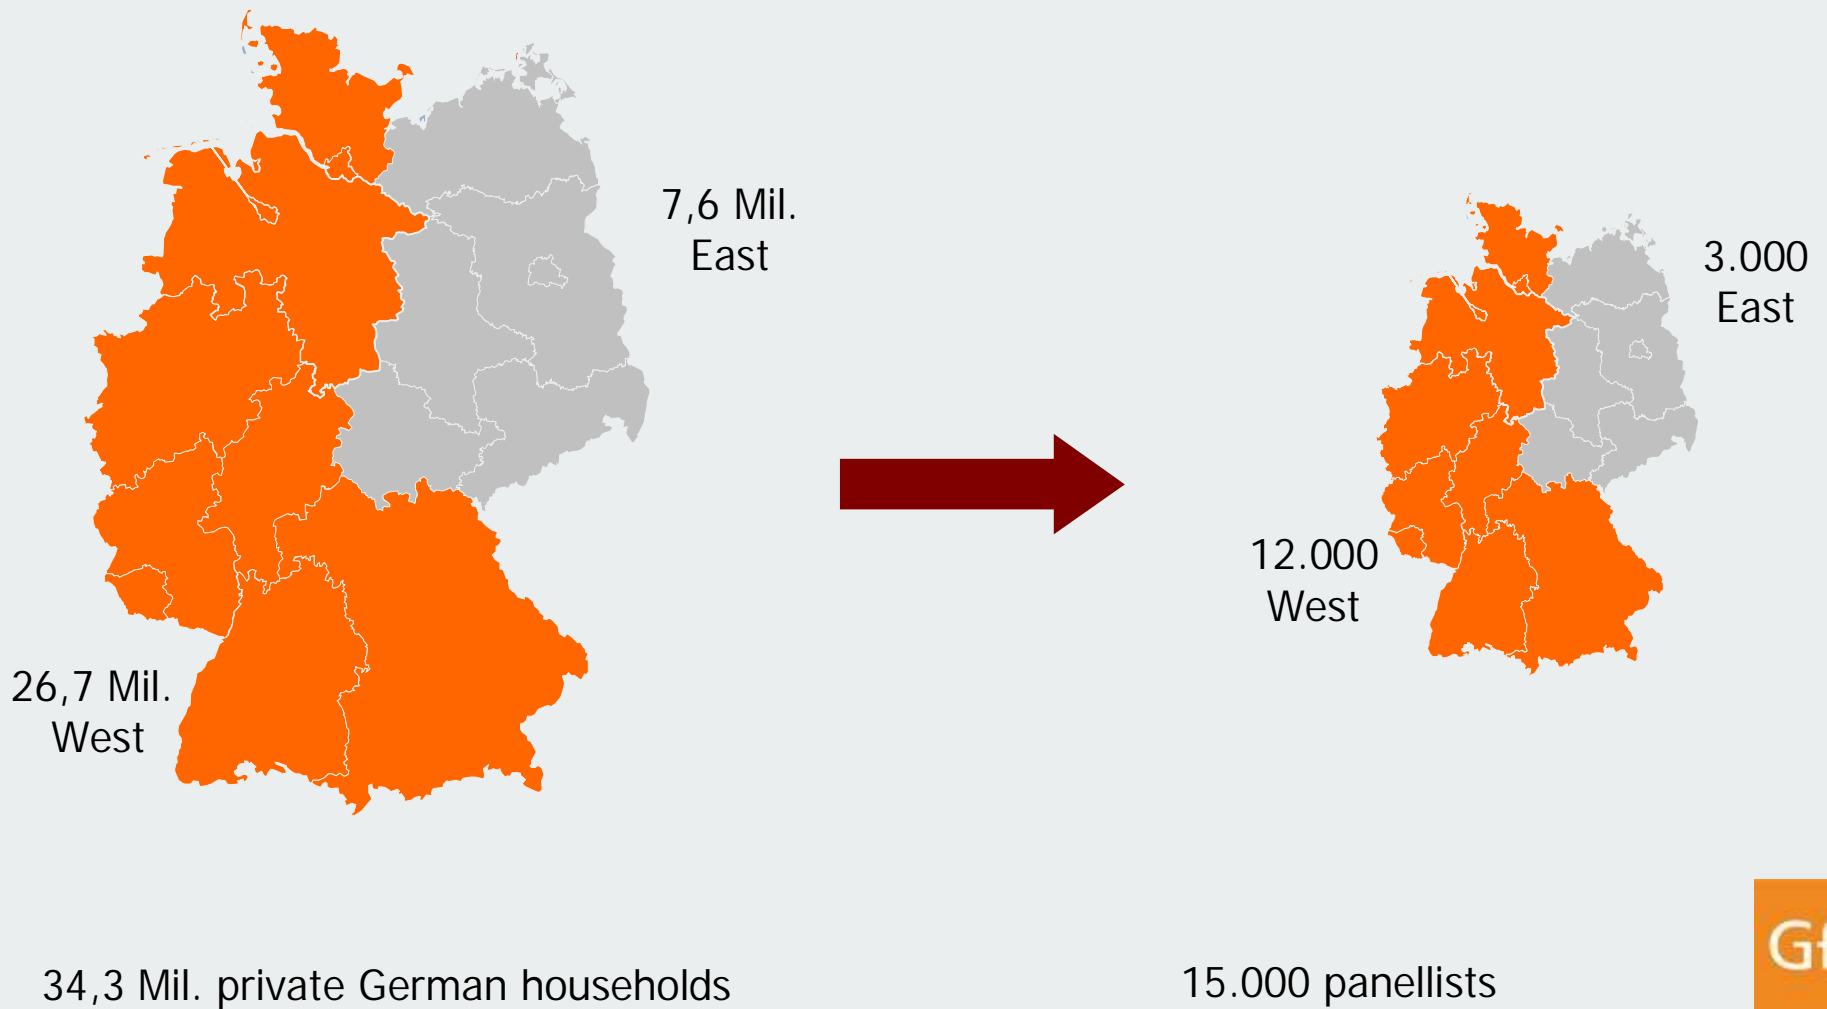 7,6 Mil.
East
26,7 Mil.
West
3.000
East
12.000
West
34,3 Mil. private German households
15.000 panellists